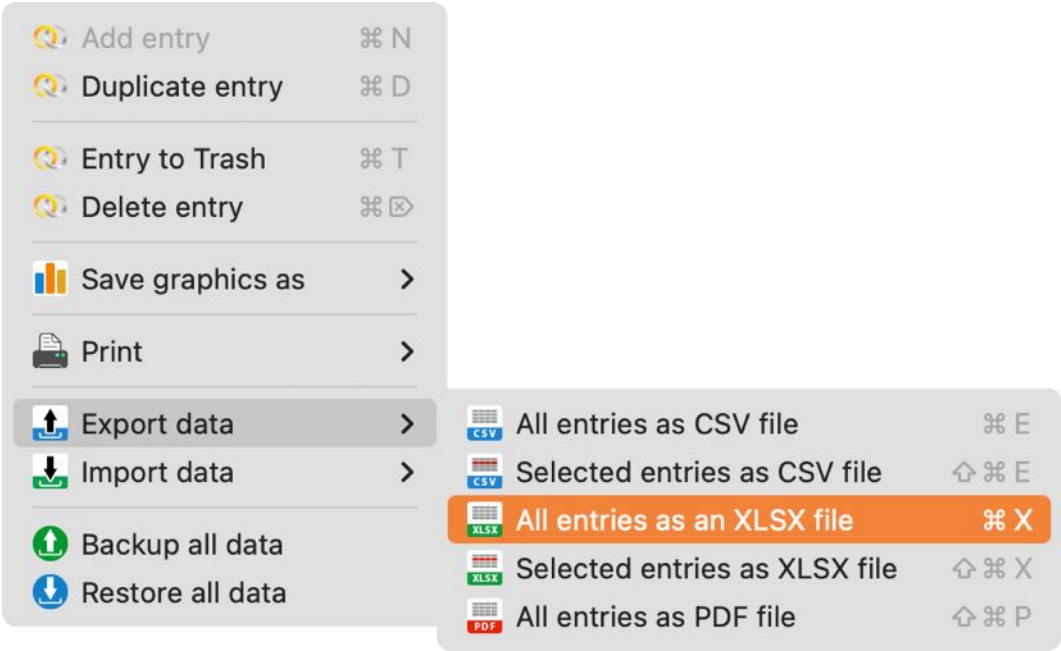 Add entry ⌘ N
Duplicate entry ⌘ D
Entry to Trash ⌘ T
Delete entry ⌘ ⌦
Save graphics as
Print
Export data
Import data
Backup all data
Restore all data
CSV All entries as CSV file ⌘ E
CSV Selected entries as CSV file ⇧ ⌘ E
XLSX All entries as an XLSX file ⌘ X
XLSX Selected entries as XLSX file ⇧ ⌘ X
PDF All entries as PDF file ⇧ ⌘ P